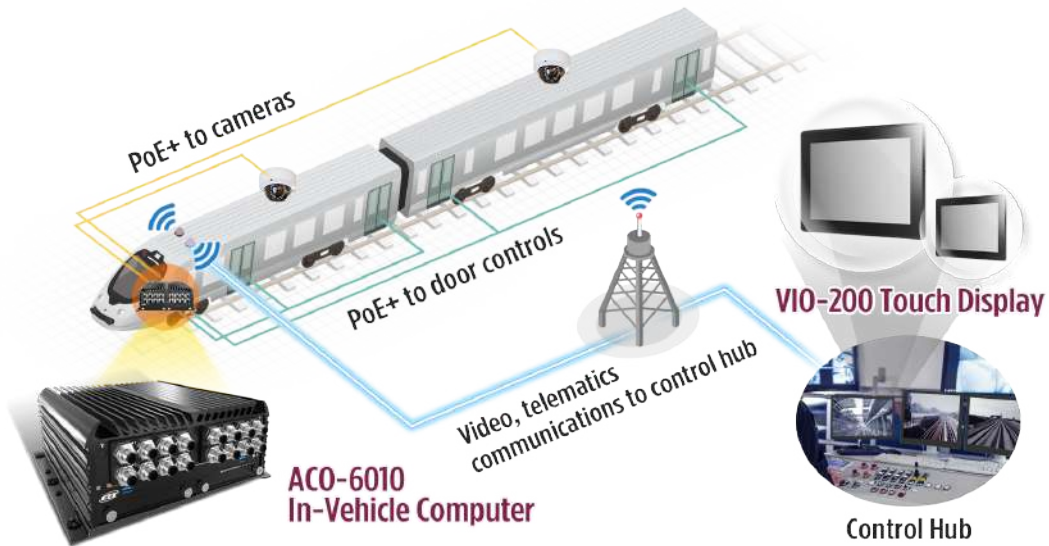 PoE+ to cameras
PoE+ to door controls
VIO-200 Touch Display
Video, telematics
communications to control hub
ACO-6010
In-Vehicle Computer
Control Hub